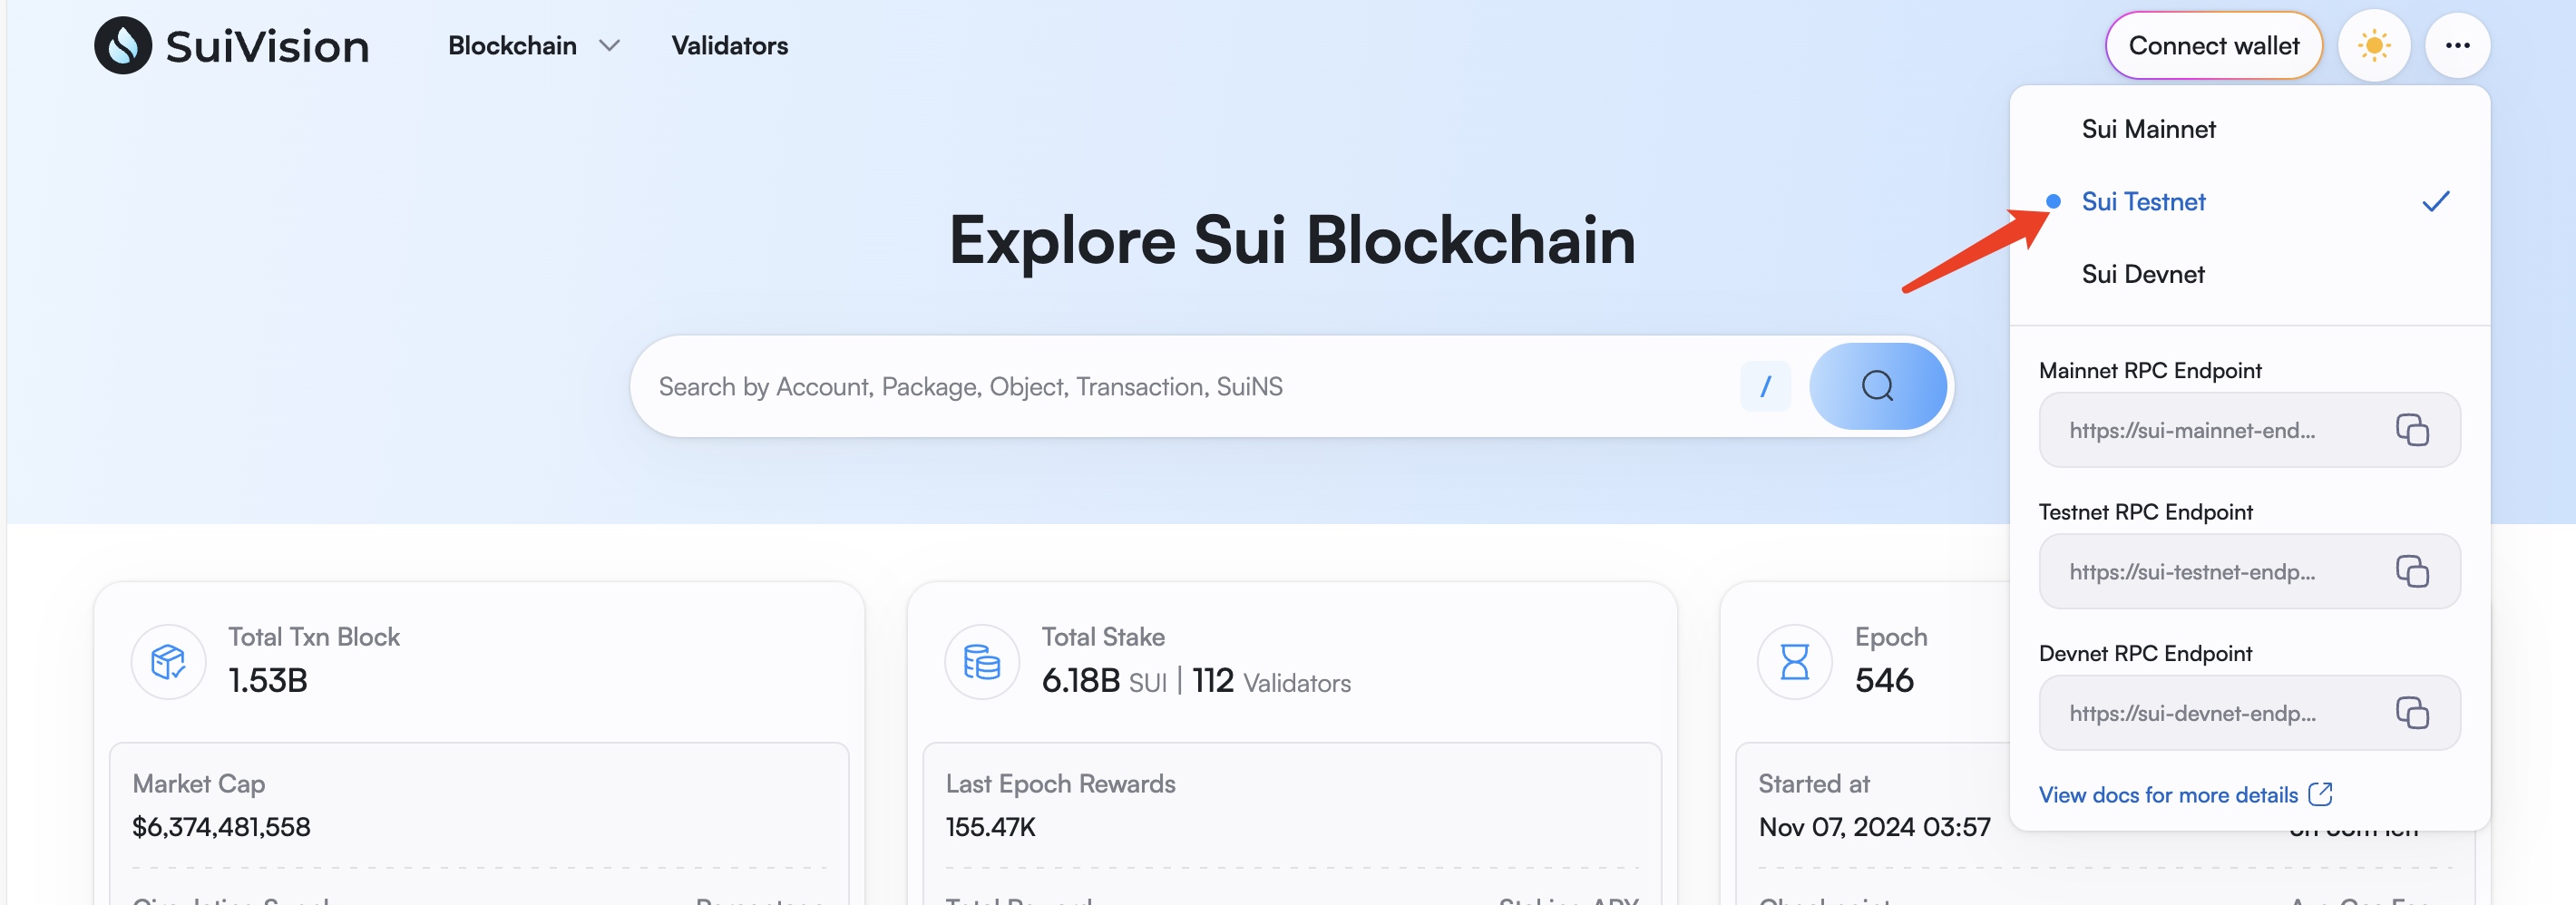 SuiVision
Blockchain
Validators
Connect wallet
Sui Mainnet
Sui Testnet
Sui Devnet
Explore Sui Blockchain
Search by Account, Package, Object, Transaction, SuiNS
/
Mainnet RPC Endpoint
https://sui-mainnet-end...
Testnet RPC Endpoint
https://sui-testnet-endp...
Devnet RPC Endpoint
https://sui-devnet-endp...
View docs for more details
Total Txn Block
1.53B
Market Cap
$6,374,481,558
Total Stake
6.18B SUI | 112 Validators
Last Epoch Rewards
155.47K
Epoch
546
Started at
Nov 07, 2024 03:57